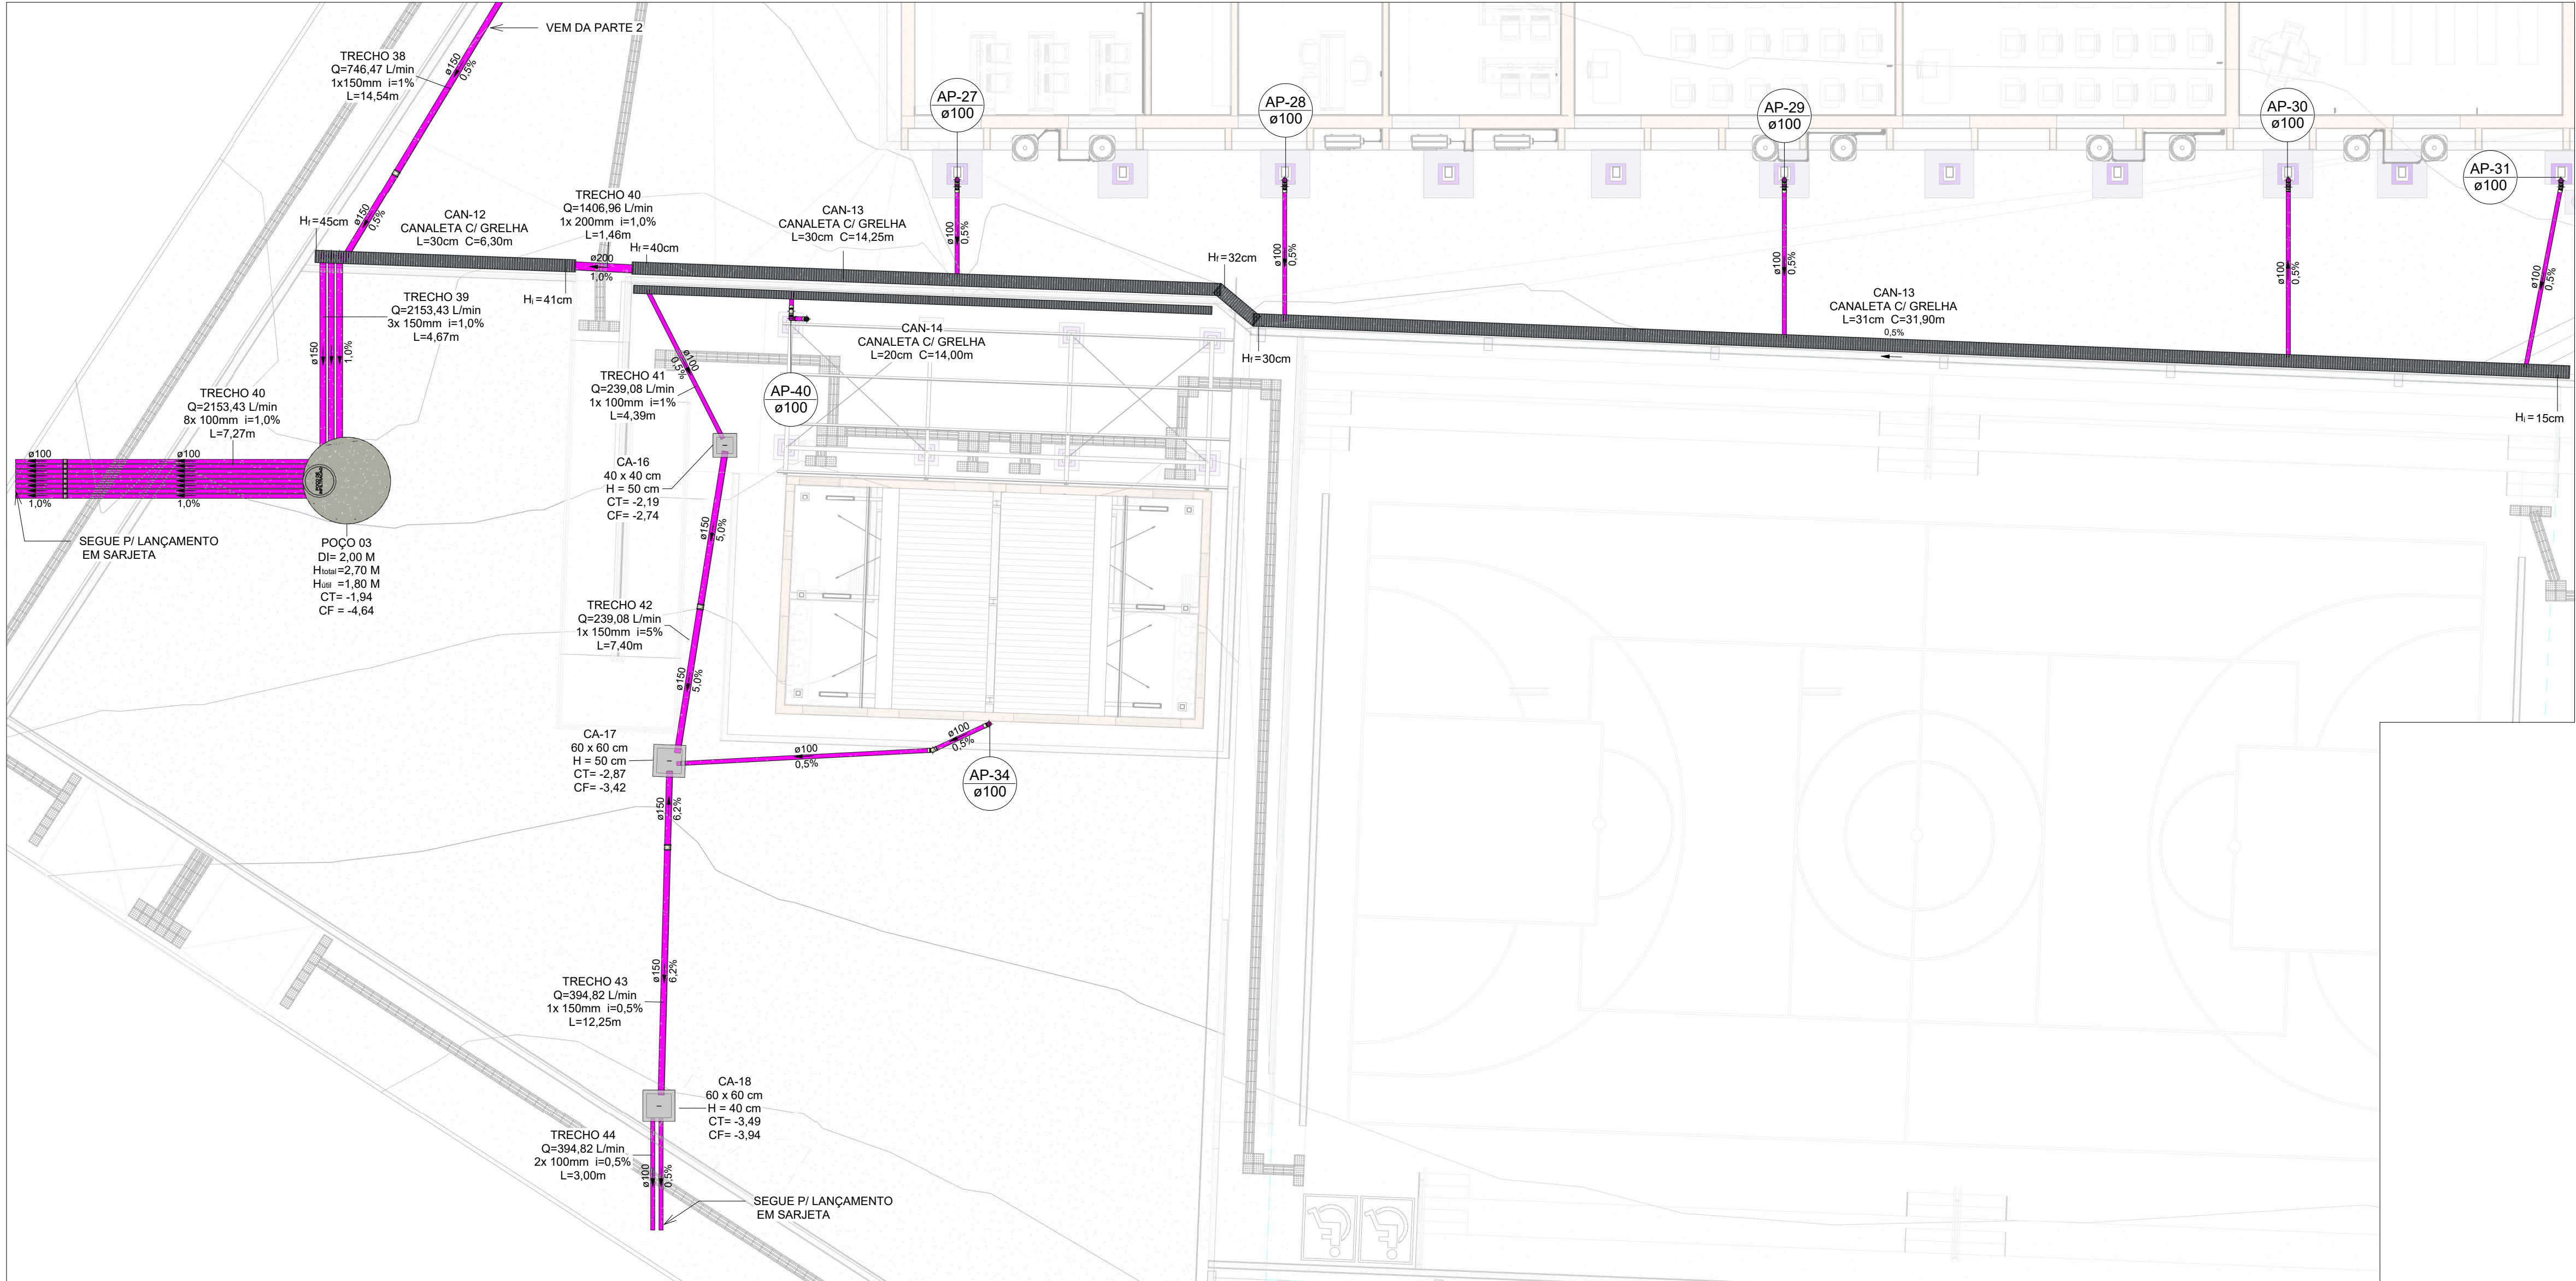 VEM DA PARTE 2
TRECHO 38
Q=746,47 L/min
1x150mm i=1%
L=14,54m
ø150
0,5%
ø150
0,5%
AP-27
ø100
AP-28
ø100
AP-29
ø100
AP-30
ø100
AP-31
ø100
Hf=45cm
CAN-12
CANALETA C/ GRELHA
L=30cm C=6,30m
TRECHO 40
Q=1406,96 L/min
1x 200mm i=1,0%
L=1,46m
Hf=40cm
ø200
1,0%
Hi=41cm
CAN-13
CANALETA C/ GRELHA
L=30cm C=14,25m
ø100
0,5%
Hf=32cm
ø100
0,5%
ø100
0,5%
ø100
0,5%
ø100
0,5%
CAN-13
CANALETA C/ GRELHA
L=31cm C=31,90m
0,5%
Hf=30cm
Hi=15cm
TRECHO 39
Q=2153,43 L/min
3x 150mm i=1,0%
L=4,67m
ø150
1,0%
CAN-14
CANALETA C/ GRELHA
L=20cm C=14,00m
AP-40
ø100
ø100
0,5%
TRECHO 41
Q=239,08 L/min
1x 100mm i=1%
L=4,39m
TRECHO 40
Q=2153,43 L/min
8x 100mm i=1,0%
L=7,27m
ø100
ø100
1,0%
1,0%
SEGUE P/ LANÇAMENTO
EM SARJETA
POÇO 03
DI= 2,00 M
Htotal=2,70 M
Hútil =1,80 M
CT= -1,94
CF = -4,64
CA-16
40 x 40 cm
H = 50 cm
CT= -2,19
CF= -2,74
ø150
5,0%
TRECHO 42
Q=239,08 L/min
1x 150mm i=5%
L=7,40m
ø150
5,0%
CA-17
60 x 60 cm
H = 50 cm
CT= -2,87
CF= -3,42
ø100
0,5%
ø100
0,5%
AP-34
ø100
ø150
6,2%
ø150
6,2%
TRECHO 43
Q=394,82 L/min
1x 150mm i=0,5%
L=12,25m
CA-18
60 x 60 cm
H = 40 cm
CT= -3,49
CF= -3,94
TRECHO 44
Q=394,82 L/min
2x 100mm i=0,5%
L=3,00m
ø100
0,5%
SEGUE P/ LANÇAMENTO
EM SARJETA